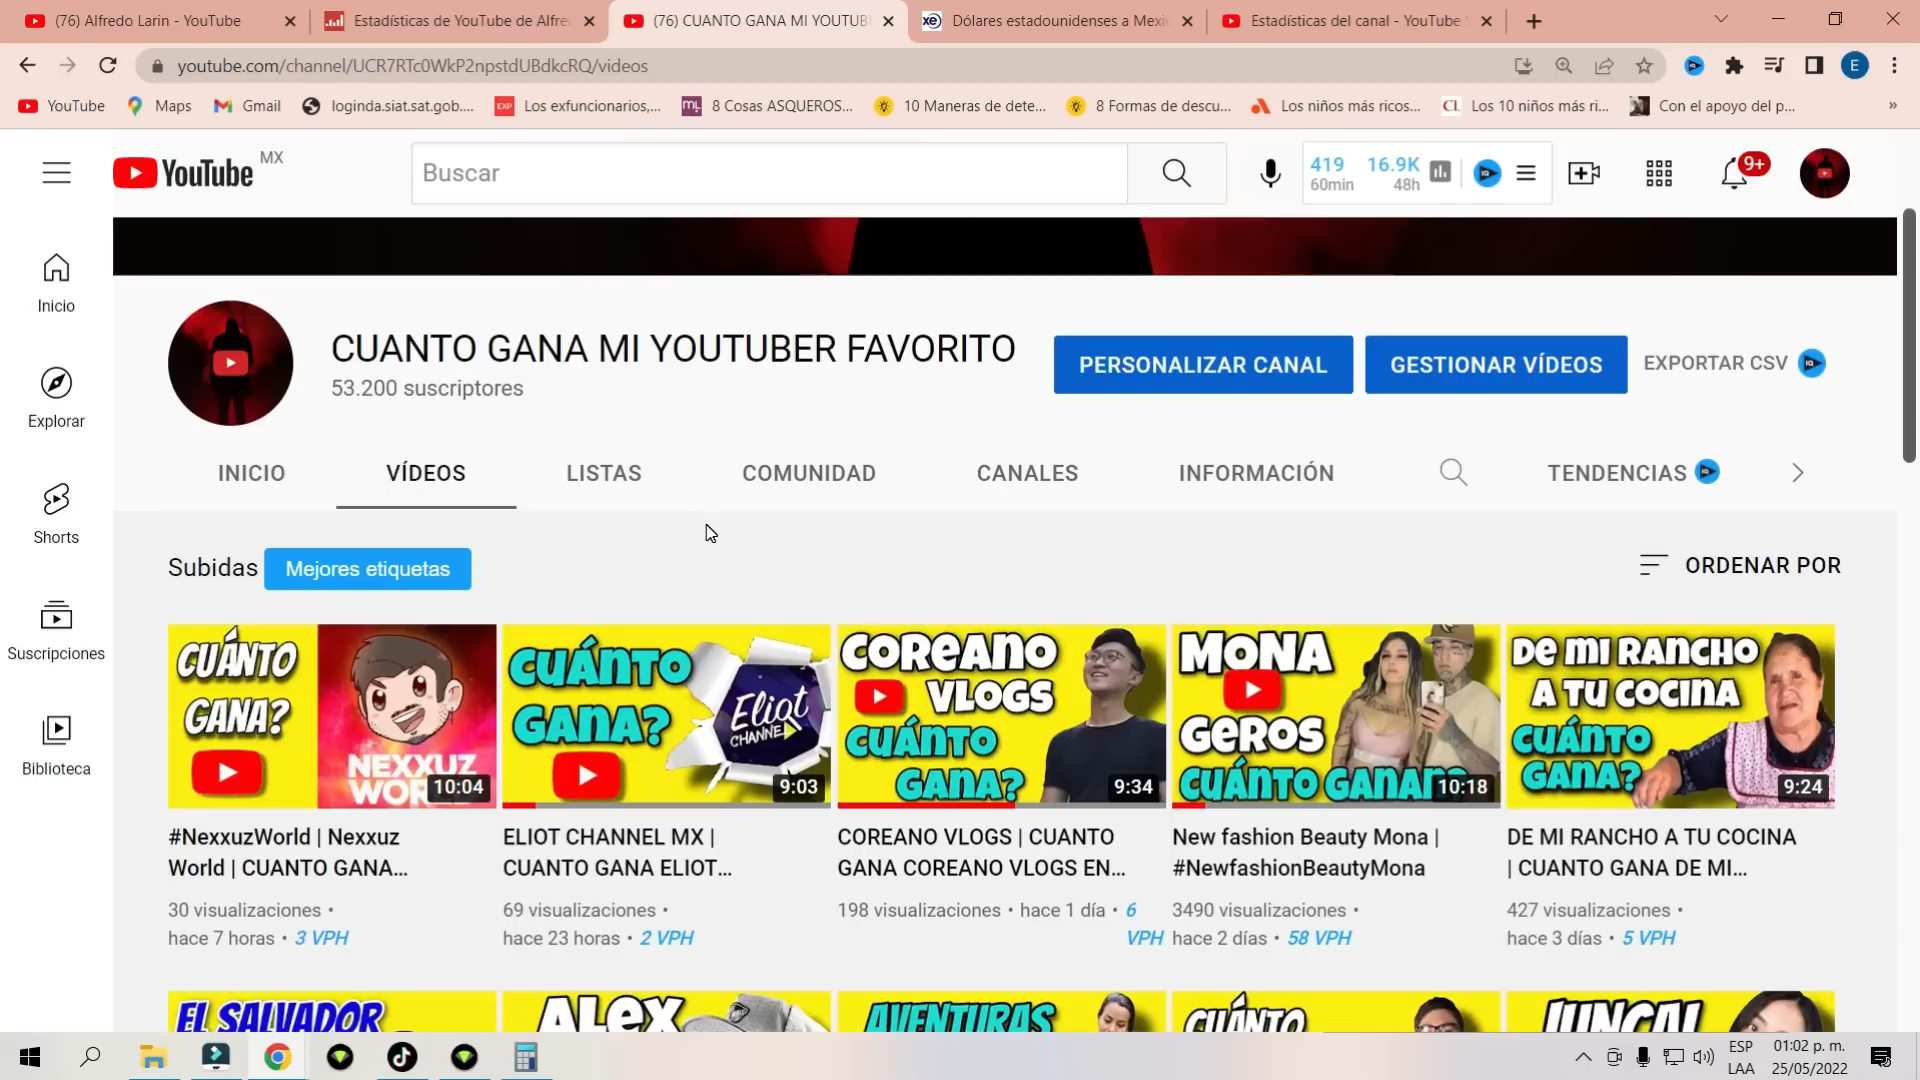 (76) Alfredo Larin - YouTube
Estadísticas de YouTube de Alfre
(76) CUANTO GANA MI YOUTUB
xe
Dólares estadounidenses a Mexi
Estadísticas del canal - YouTube
youtube.com/channel/UCR7RTc0WkP2npstdUBdkcRQ/videos
E
YouTube
Maps
Gmail
loginda.siat.sat.gob....
EXP
Los exfuncionarios,...
8 Cosas ASQUEROS...
10 Maneras de dete...
8 Formas de descu...
Los niños más ricos...
CL
Los 10 niños más ri...
Con el apoyo del p...
YouTube
MX
Buscar
419
60min
16.9K
48h
9+
Inicio
Explorar
Shorts
Suscripciones
Biblioteca
CUANTO GANA MI YOUTUBER FAVORITO
53.200 suscriptores
PERSONALIZAR CANAL
GESTIONAR VÍDEOS
EXPORTAR CSV
INICIO
VÍDEOS
LISTAS
COMUNIDAD
CANALES
INFORMACIÓN
TENDENCIAS
Subidas
Mejores etiquetas
ORDENAR POR
CUÁNTO
GANA?
NEXXUZ
10:04
CUÁNTO
GANA?
Eliot
CHANNEL
9:03
COREANO
VLOGS
CUÁNTO
GANA?
9:34
MONA
GEROS
CUÁNTO GANAN?
10:18
DE MI RANCHO
A TU COCINA
CUÁNTO
GANA?
9:24
#NexxuzWorld | Nexxuz
World | CUANTO GANA...
30 visualizaciones •
hace 7 horas • 3 VPH
ELIOT CHANNEL MX |
CUANTO GANA ELIOT...
69 visualizaciones •
hace 23 horas • 2 VPH
COREANO VLOGS | CUANTO
GANA COREANO VLOGS EN...
198 visualizaciones • hace 1 día • 6
VPH
New fashion Beauty Mona |
#NewfashionBeautyMona
3490 visualizaciones •
hace 2 días • 58 VPH
DE MI RANCHO A TU COCINA
| CUANTO GANA DE MI...
427 visualizaciones •
hace 3 días • 5 VPH
EL SALVADOR
ALEX
AVENTURAS
CUÁNTO
JUNCAL
ESP
LAA
01:02 p. m.
25/05/2022